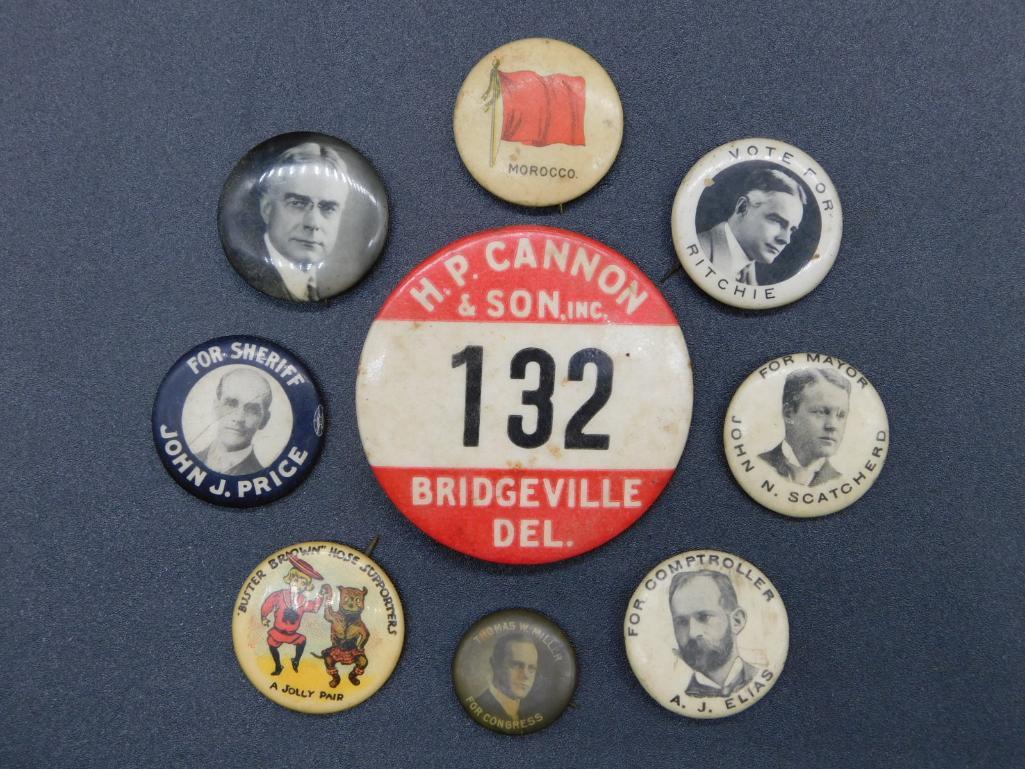 MOROCCO.
VOTE FOR
RITCHIE
H.P. CANNON
& SON, INC.
132
BRIDGEVILLE
DEL.
FOR SHERIFF
JOHN J. PRICE
FOR MAYOR
JOHN N. SCATCHERD
"BUSTER BROWN" HOSE SUPPORTERS
A JOLLY PAIR
THOMAS W. MILLER
FOR CONGRESS
FOR COMPTROLLER
A. J. ELIAS